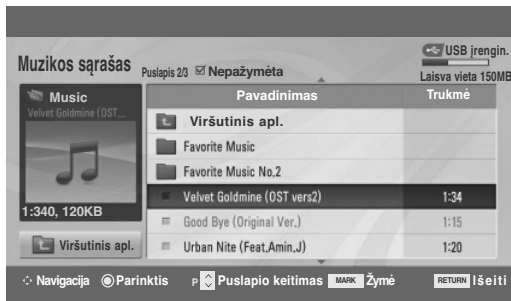 USB įrengin.
Muzikos sąrašas Puslapis 2/3 Nepažymėta Laisva vieta 150MB
Music Pavadinimas Trukmė
Velvet Goldmine (OST...
Viršutinis apl.
Favorite Music
Favorite Music No.2
Velvet Goldmine (OST vers2) 1:34
1:340, 120KB
Good Bye (Original Ver.) 1:15
Viršutinis apl. Urban Nite (Feat.Amin.J) 1:20
Navigacija Parinktis P Puslapio keitimas MARK Žymė RETURN Išeiti